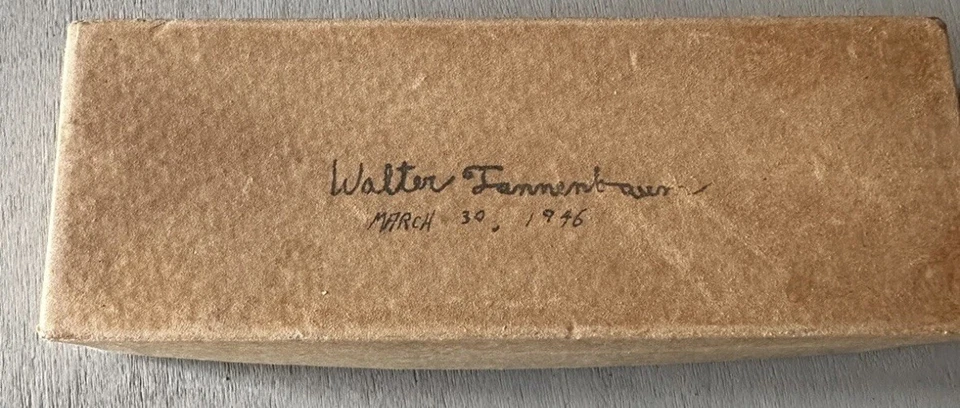 Walter Tannenbaum
MARCH 30, 1946